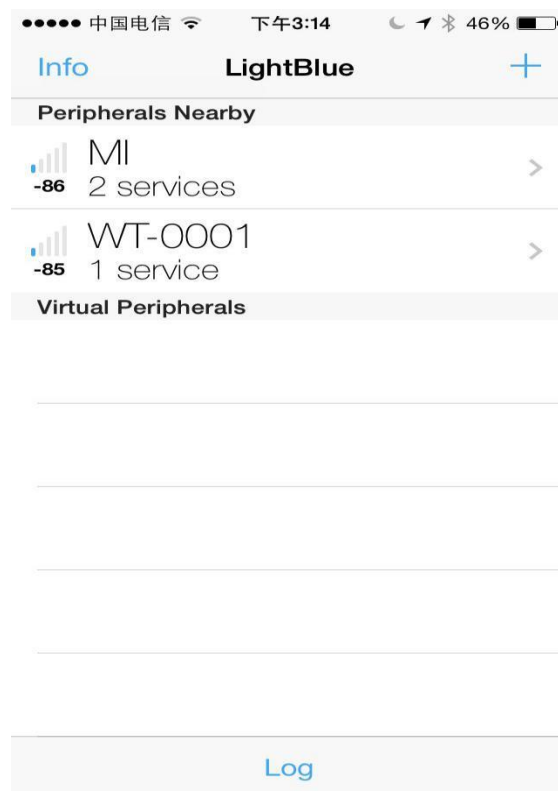 中国电信 下午3:14 46%
Info LightBlue +
Peripherals Nearby
MI
-86 2 services
WT-0001
-85 1 service
Virtual Peripherals
Log